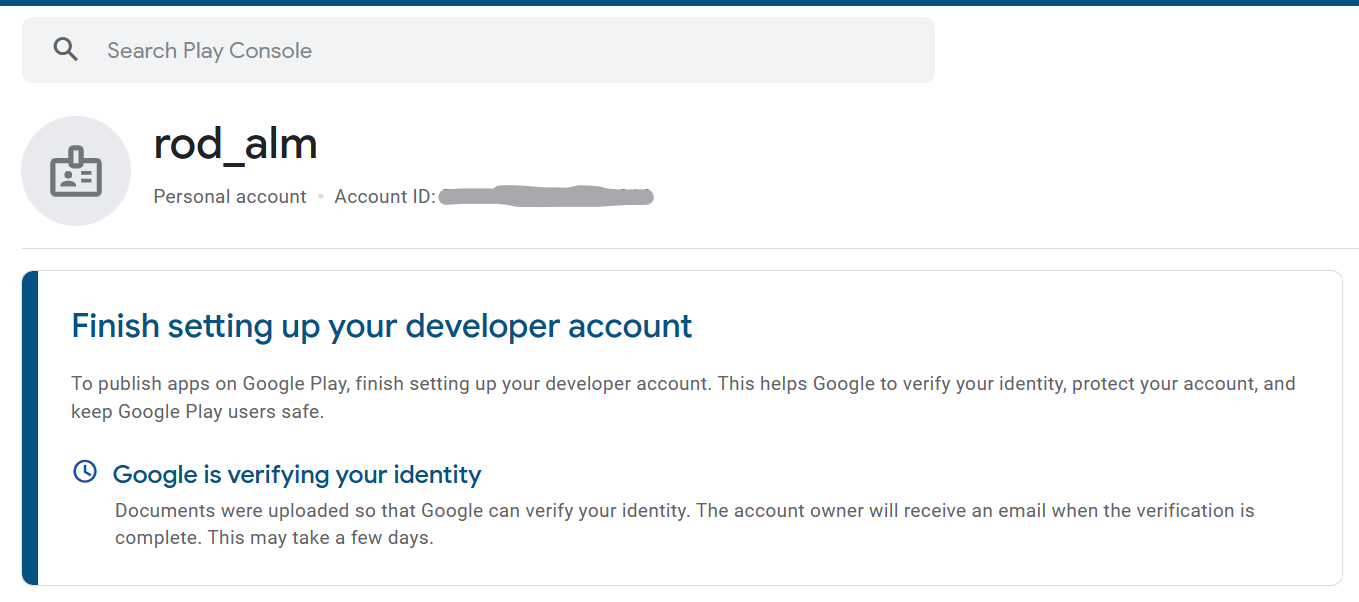 Search Play Console
rod_alm
Personal account • Account ID:
Finish setting up your developer account
To publish apps on Google Play, finish setting up your developer account. This helps Google to verify your identity, protect your account, and
keep Google Play users safe.
Google is verifying your identity
Documents were uploaded so that Google can verify your identity. The account owner will receive an email when the verification is
complete. This may take a few days.